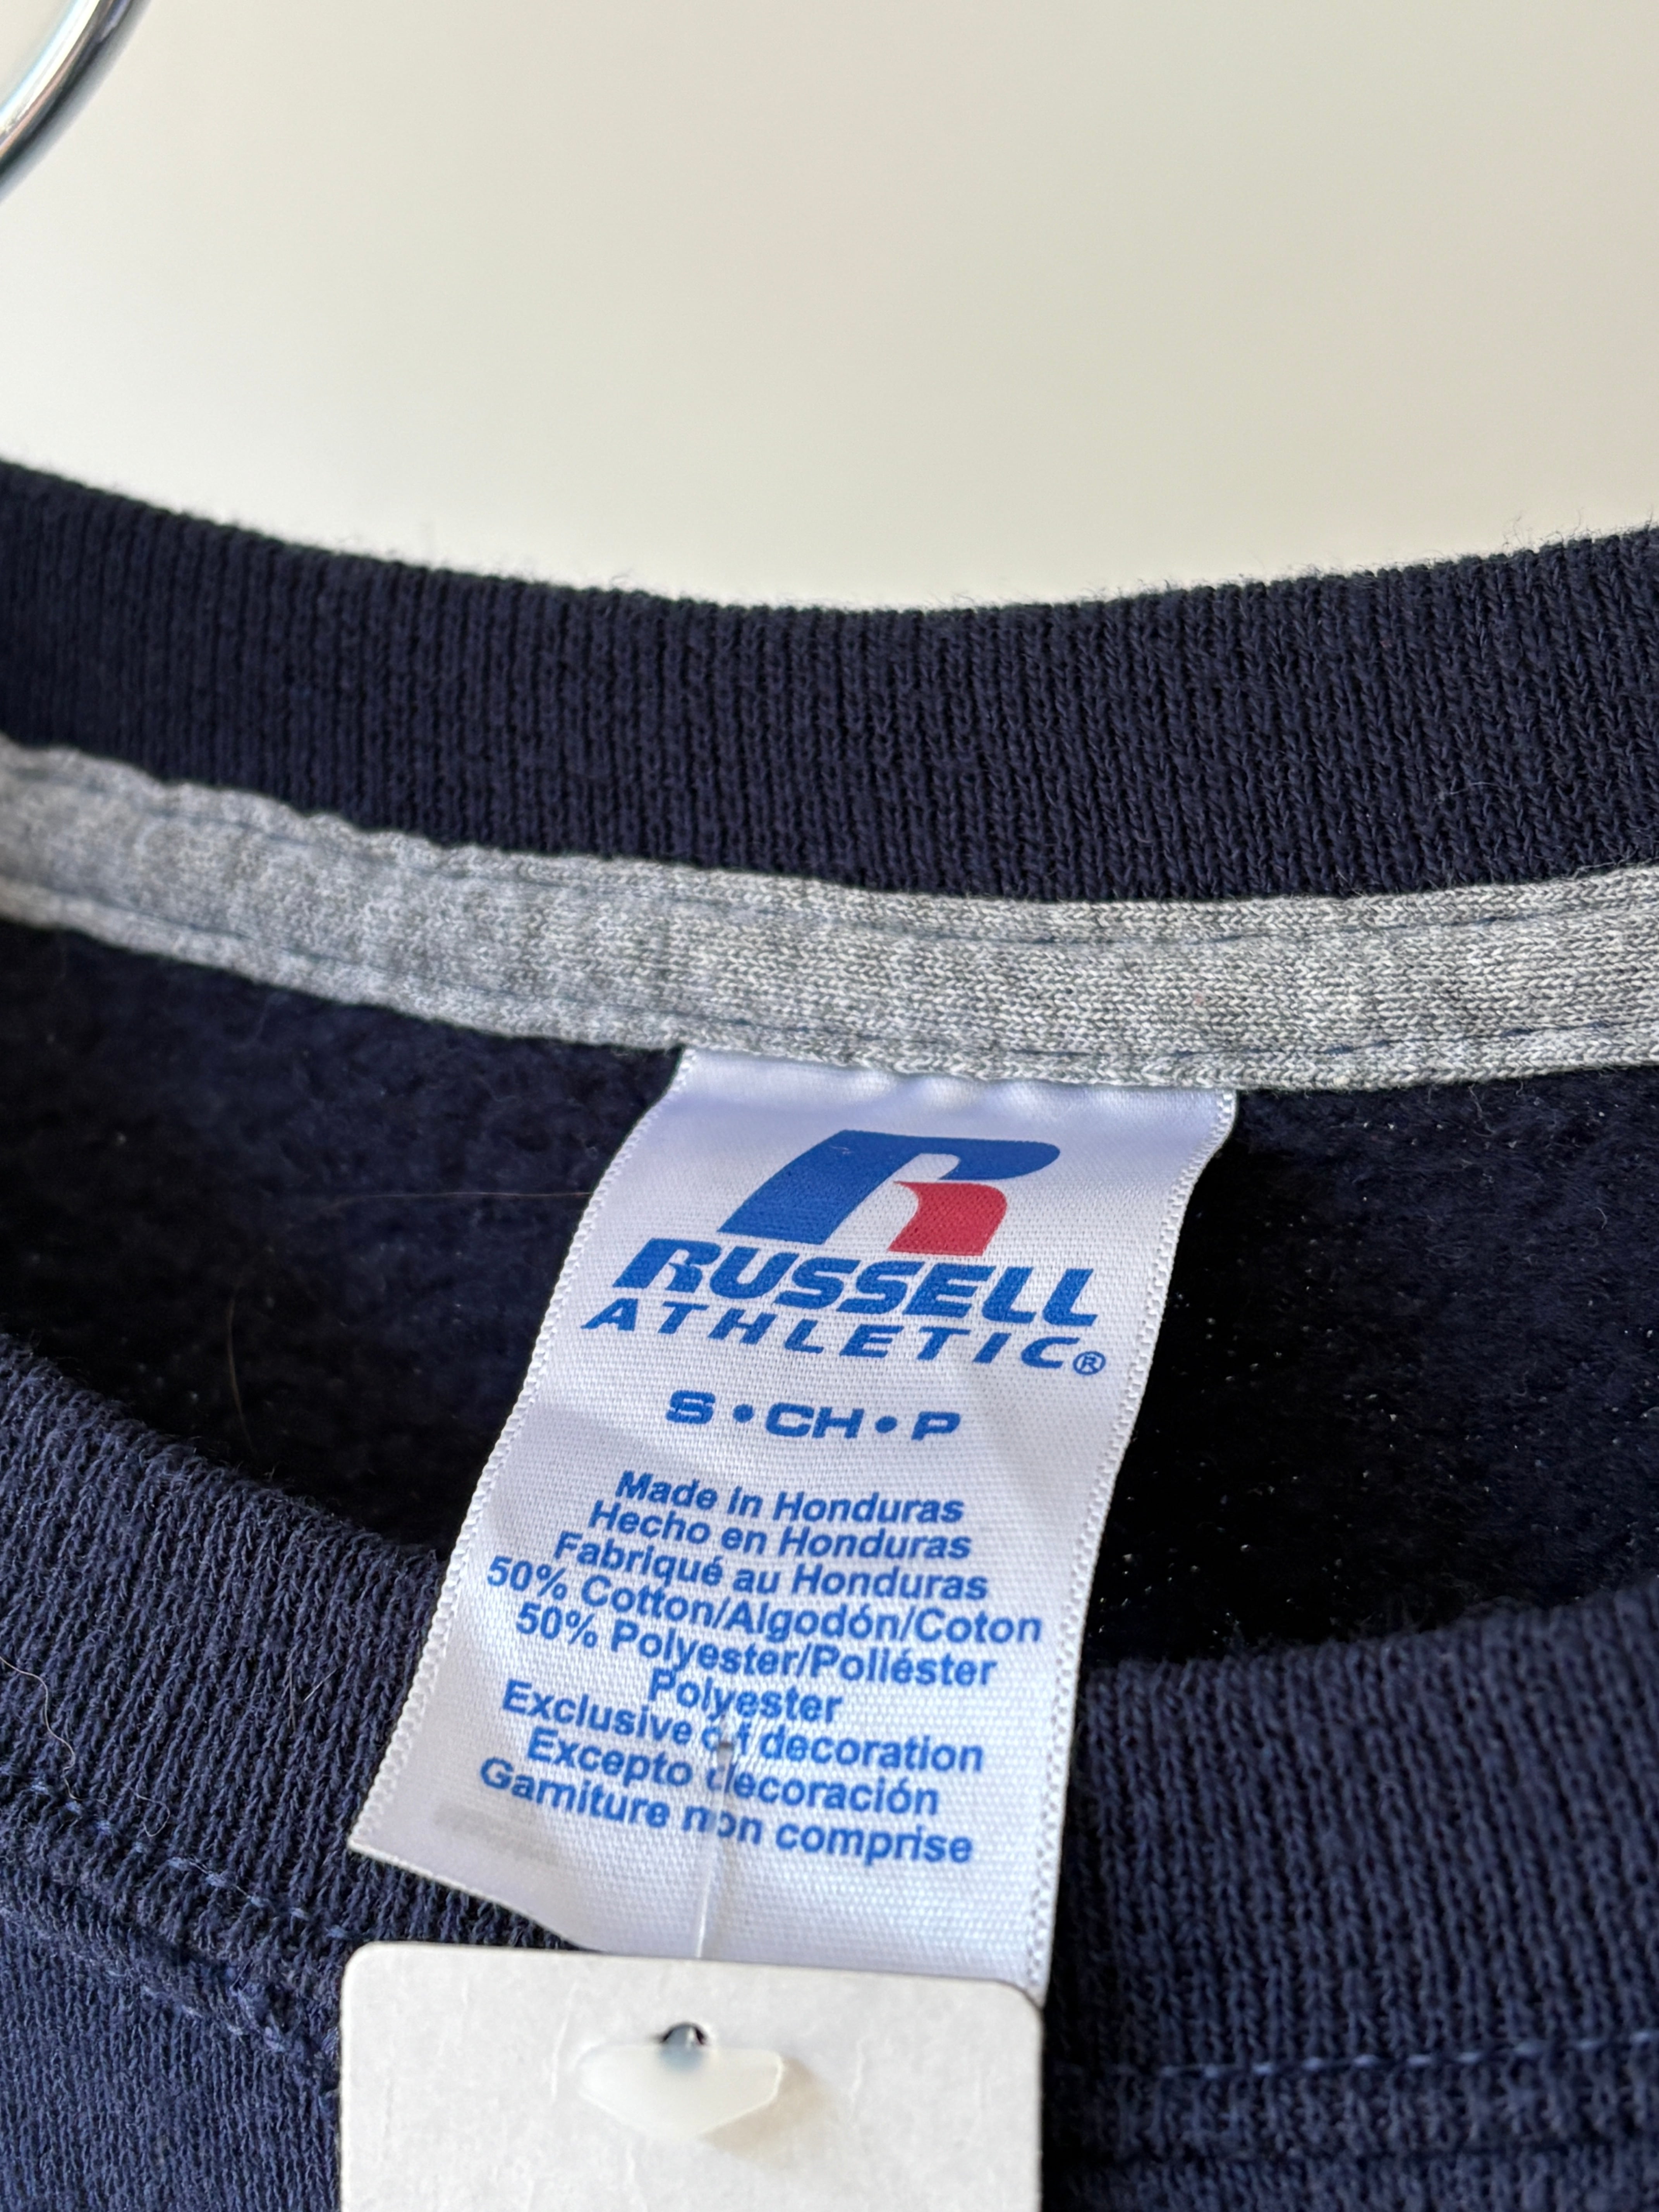 RUSSELL
ATHLETIC®
S • CH • P
Made in Honduras
Hecho en Honduras
Fabriqué au Honduras
50% Cotton/Algodón/Coton
50% Polyester/Poliéster
Polyester
Exclusive of decoration
Excepto decoración
Garniture non comprise